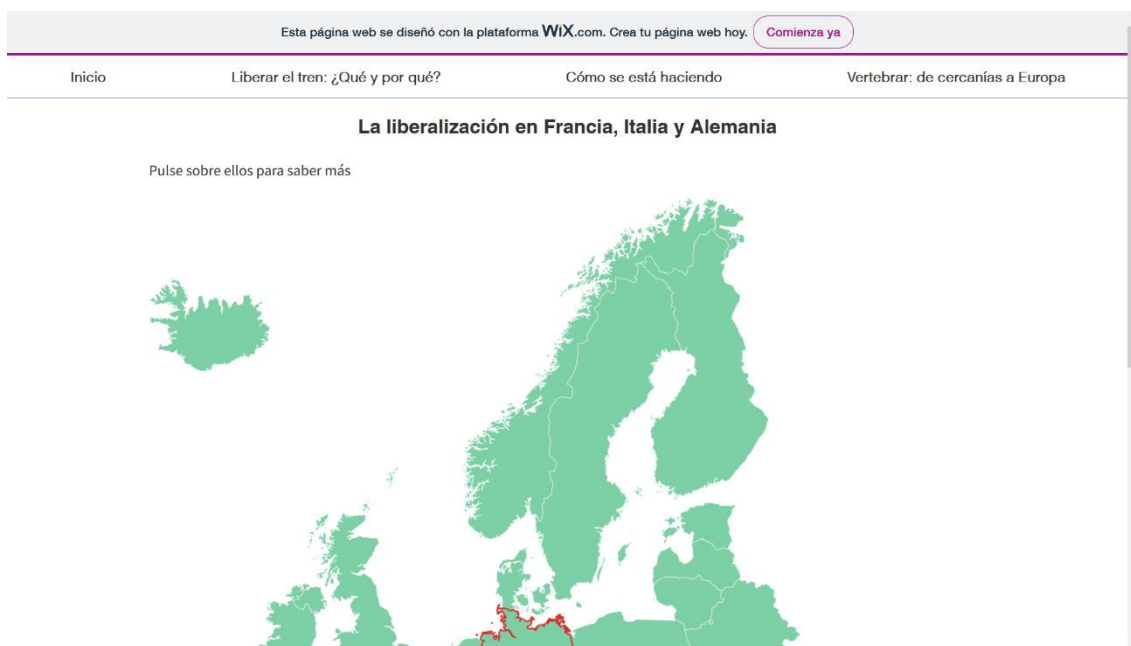 Esta página web se diseñó con la plataforma WiX.com. Crea tu página web hoy. Comienza ya
Inicio Liberar el tren: ¿Qué y por qué? Cómo se está haciendo Vertebrar: de cercanías a Europa
La liberalización en Francia, Italia y Alemania
Pulse sobre ellos para saber más